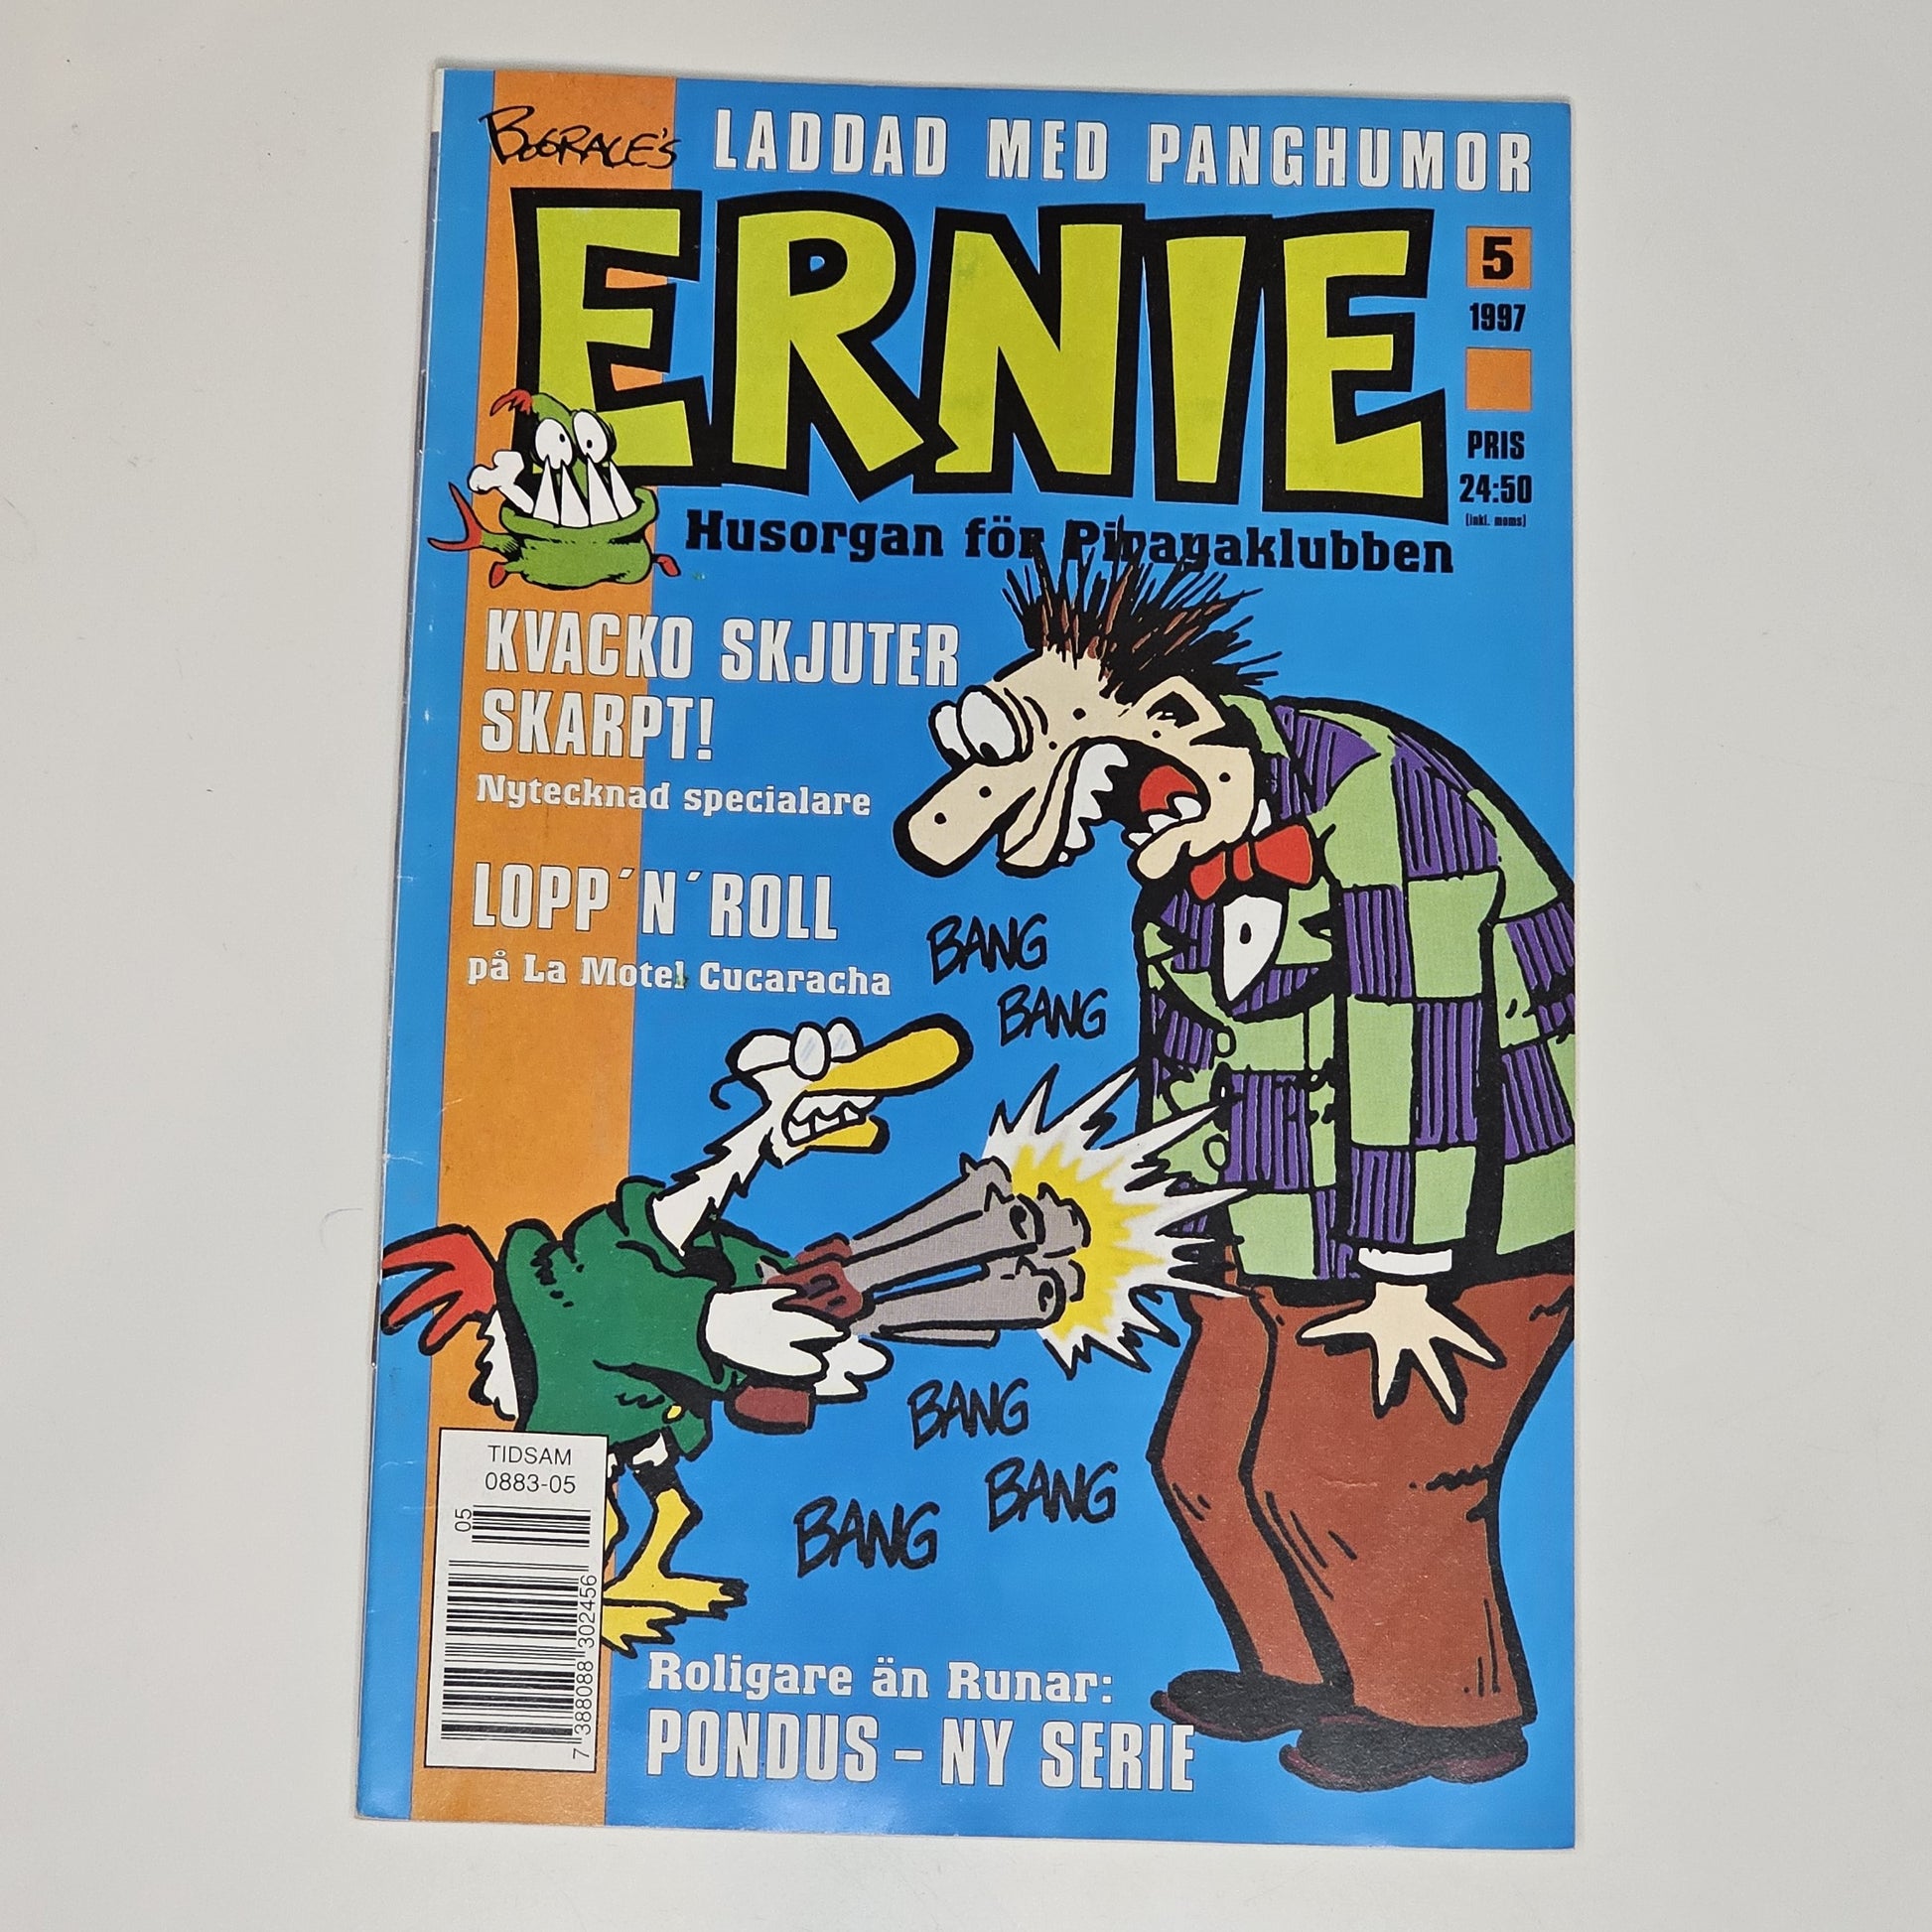 BUD GRACE'S
LADDAD MED PANGHUMOR
ERNIE
5
1997
PRIS
24:50
(inkl. moms)
Husorgan för Pirayaklubben
KVACKO SKJUTER
SKARPT!
Nytecknad specialare
LOPP´N´ROLL
på La Motel Cucaracha
BANG
BANG
BANG
BANG
BANG
TIDSAM
0883-05
05
7 388088 302456
Roligare än Runar:
PONDUS – NY SERIE